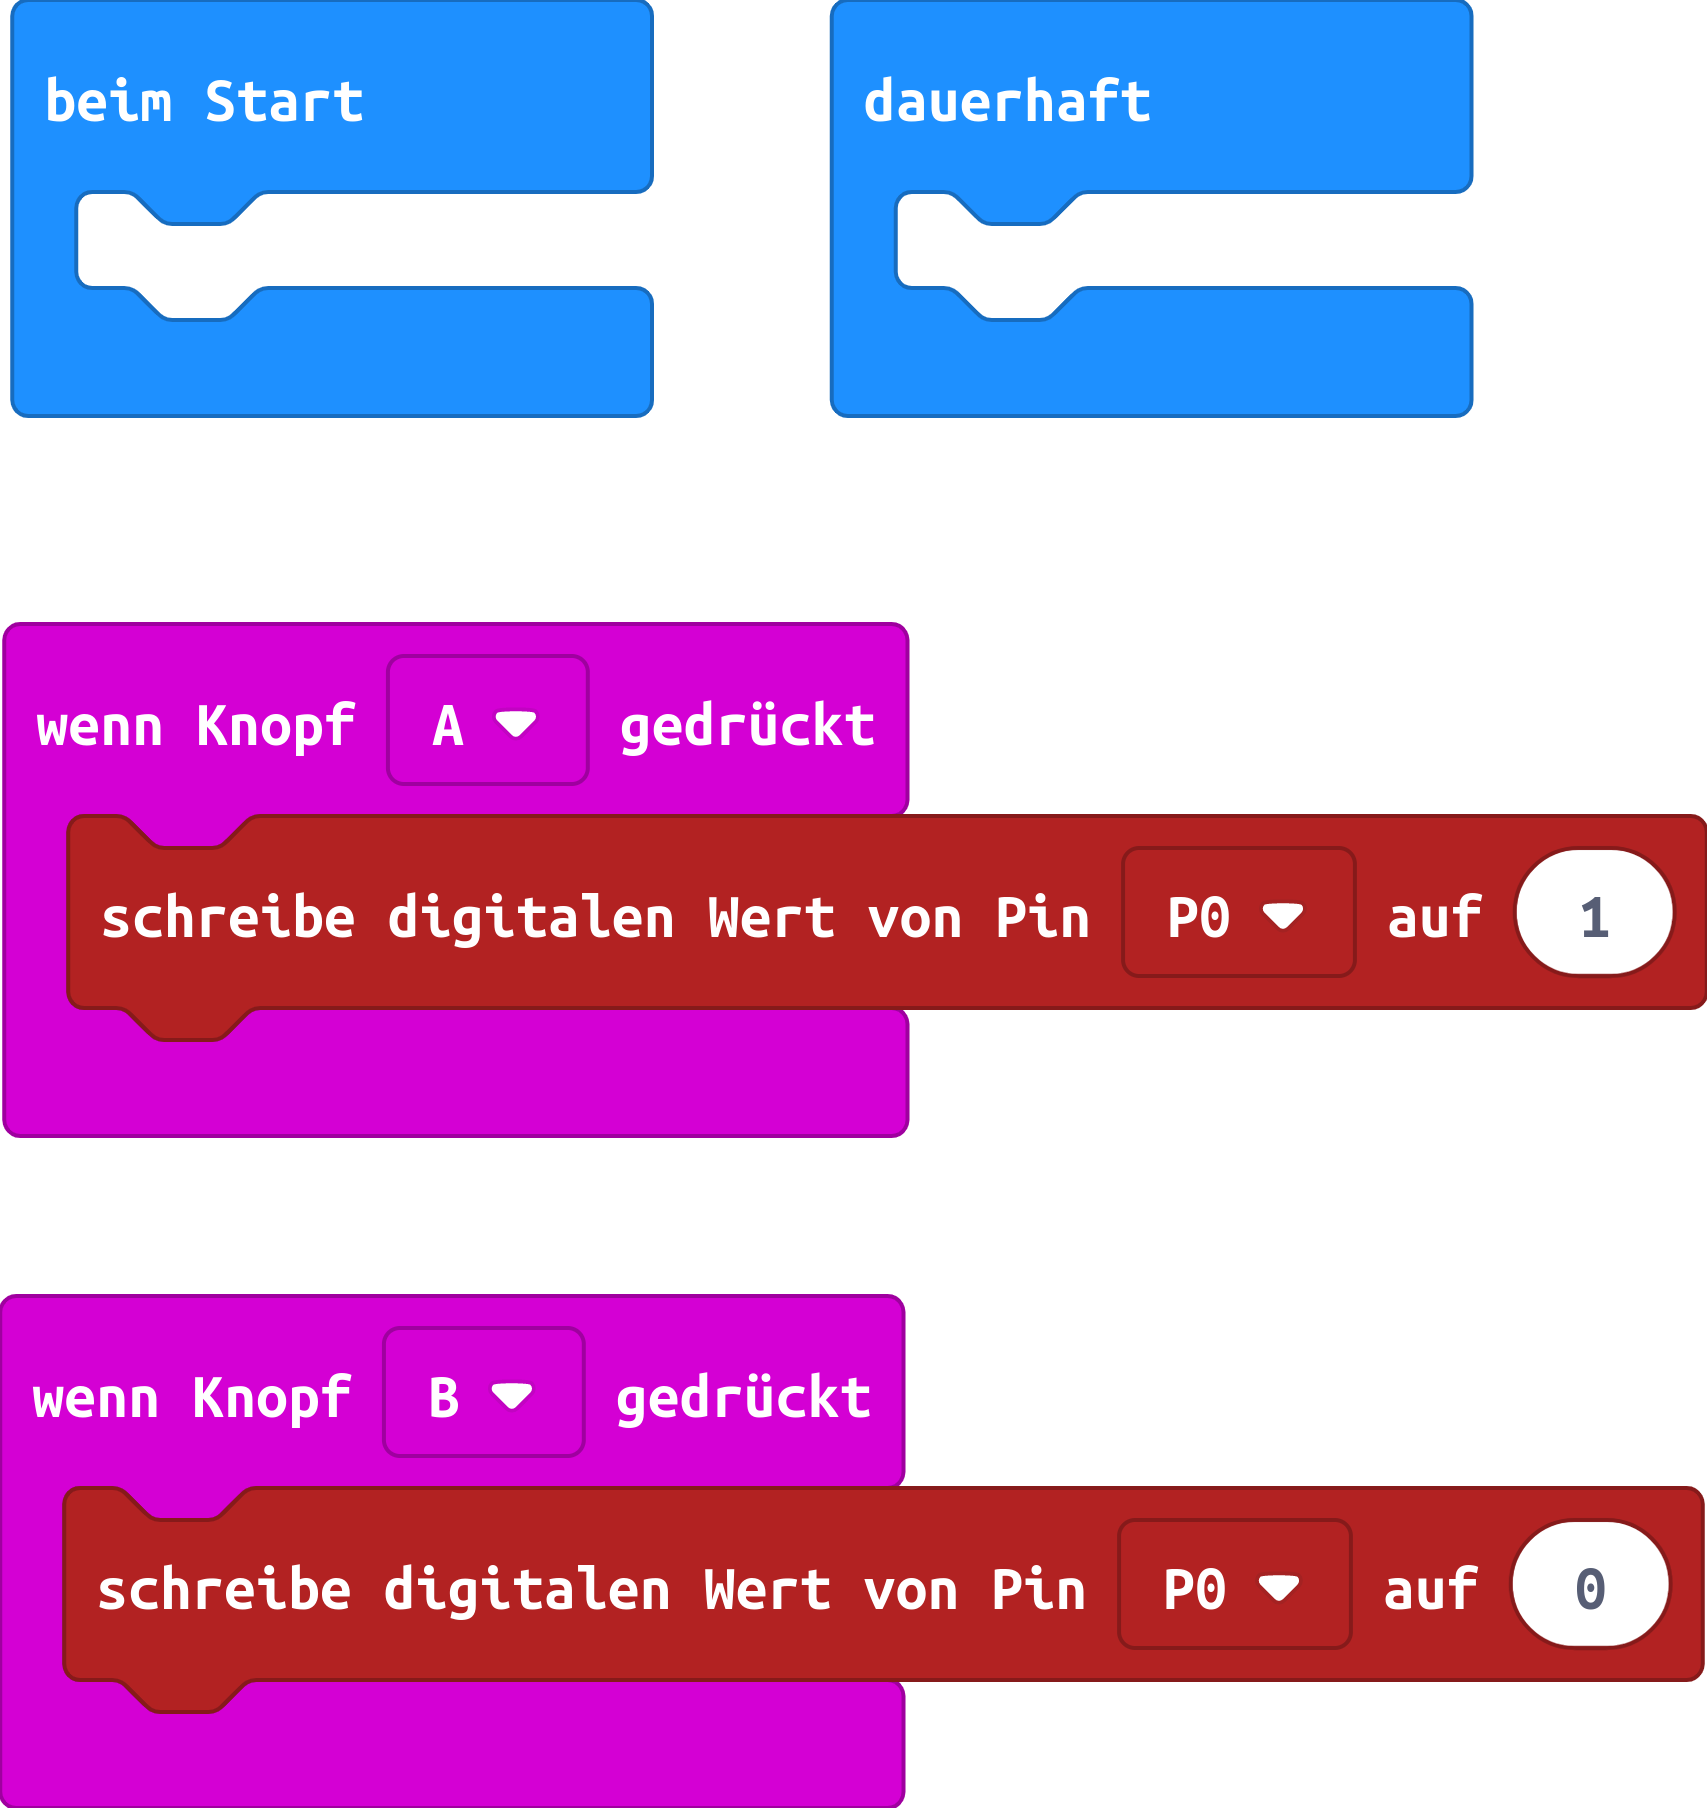 beim Start
dauerhaft
wenn Knopf A gedrückt
schreibe digitalen Wert von Pin P0 auf 1
wenn Knopf B gedrückt
schreibe digitalen Wert von Pin P0 auf 0